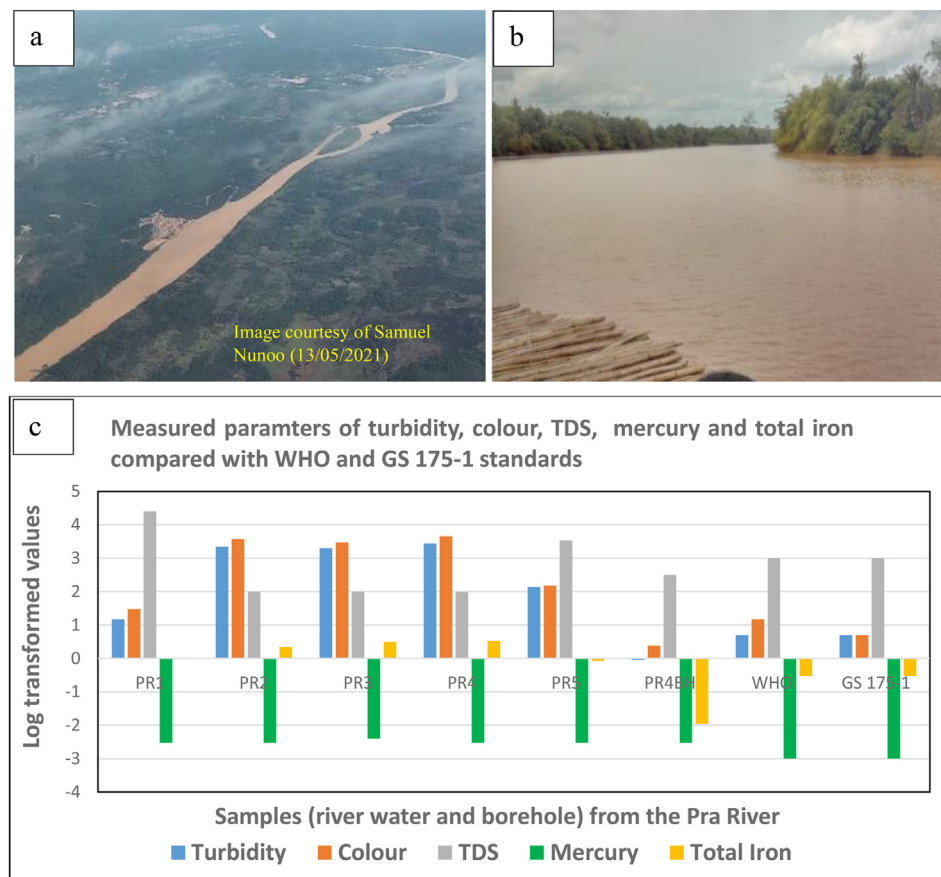 a
b
Image courtesy of Samuel
Nunoo (13/05/2021)
c
Measured paramters of turbidity, colour, TDS, mercury and total iron
compared with WHO and GS 175-1 standards
Log transformed values
5
4
3
2
1
0
-1
-2
-3
-4
PR1 PR2 PR3 PR4 PR5 PR4BH WHO GS 175-1
Samples (river water and borehole) from the Pra River
Turbidity Colour TDS Mercury Total Iron